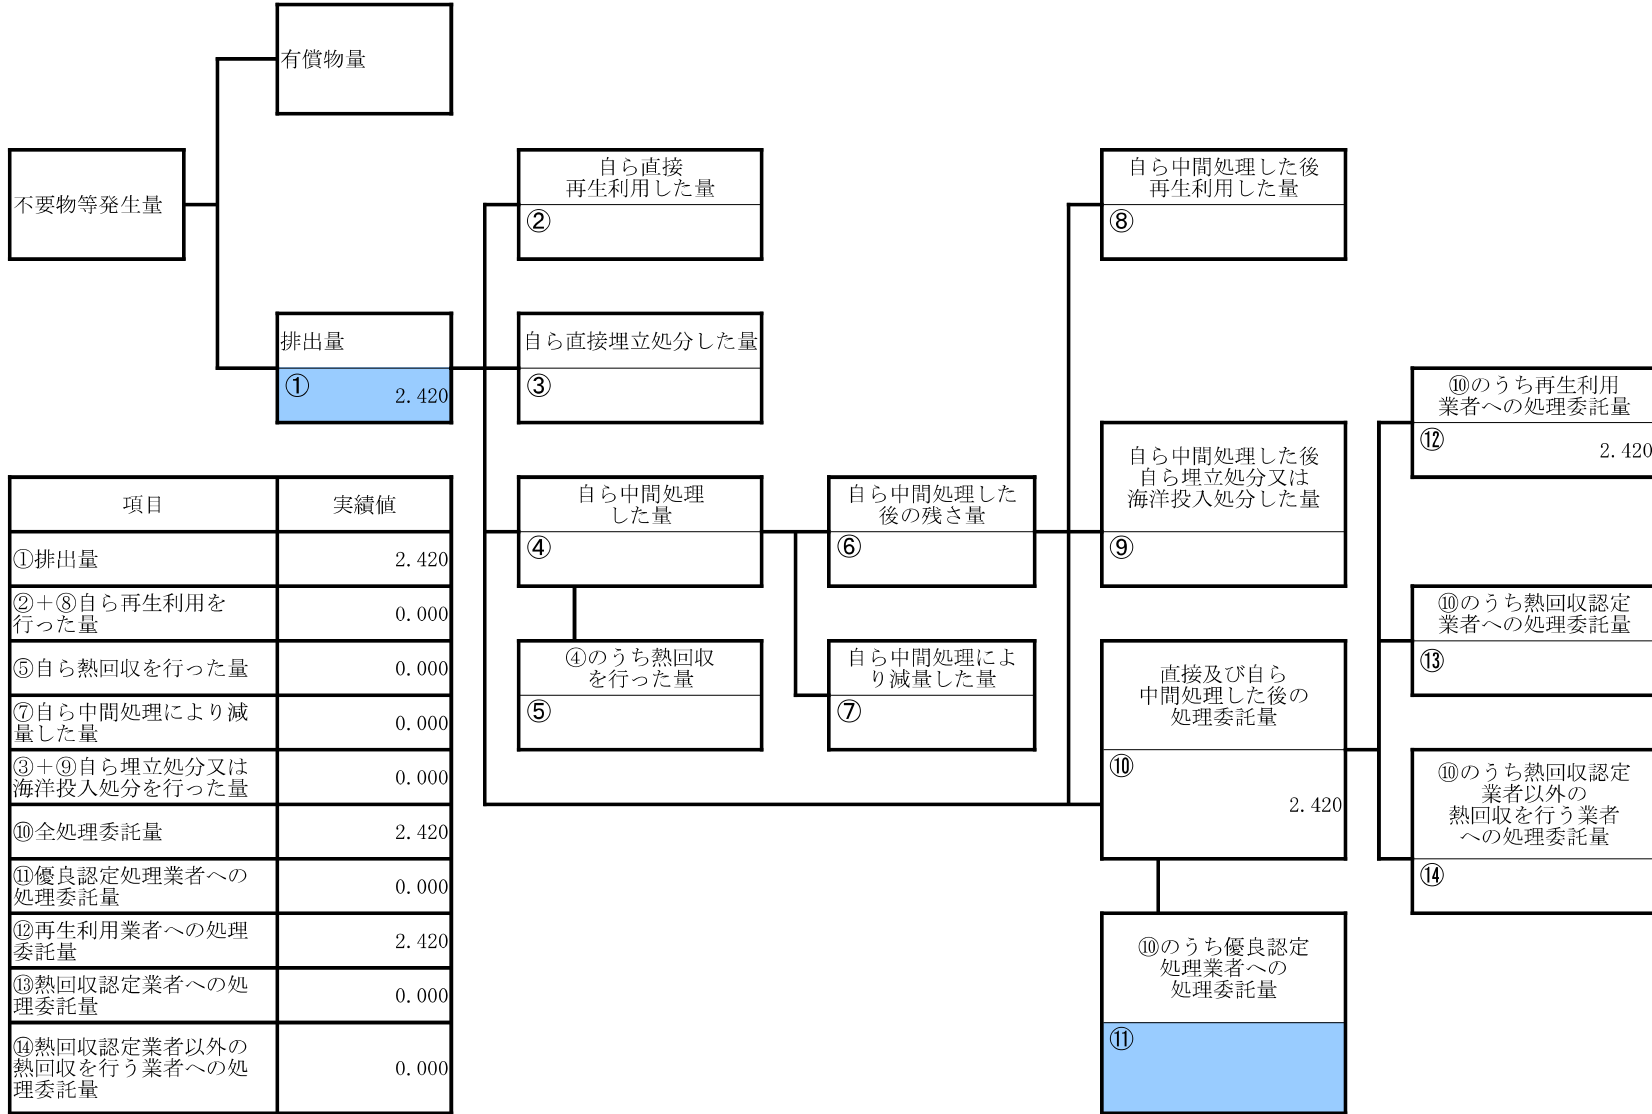 有償物量
不要物等発生量
自ら直接
再生利用した量
②
自ら中間処理した後
再生利用した量
⑧
排出量
①
2.420
自ら直接埋立処分した量
③
⑩のうち再生利用
業者への処理委託量
⑫
2.420
自ら中間処理
した量
④
自ら中間処理した
後の残さ量
⑥
自ら中間処理した後
自ら埋立処分又は
海洋投入処分した量
⑨
④のうち熱回収
を行った量
⑤
自ら中間処理によ
り減量した量
⑦
直接及び自ら
中間処理した後の
処理委託量
⑩
2.420
⑩のうち熱回収認定
業者への処理委託量
⑬
⑩のうち熱回収認定
業者以外の
熱回収を行う業者
への処理委託量
⑭
⑩のうち優良認定
処理業者への
処理委託量
⑪
項目 実績値
①排出量 2.420
②＋⑧自ら再生利用を
行った量 0.000
⑤自ら熱回収を行った量 0.000
⑦自ら中間処理により減
量した量 0.000
③＋⑨自ら埋立処分又は
海洋投入処分を行った量 0.000
⑩全処理委託量 2.420
⑪優良認定処理業者への
処理委託量 0.000
⑫再生利用業者への処理
委託量 2.420
⑬熱回収認定業者への処
理委託量 0.000
⑭熱回収認定業者以外の
熱回収を行う業者への処
理委託量 0.000